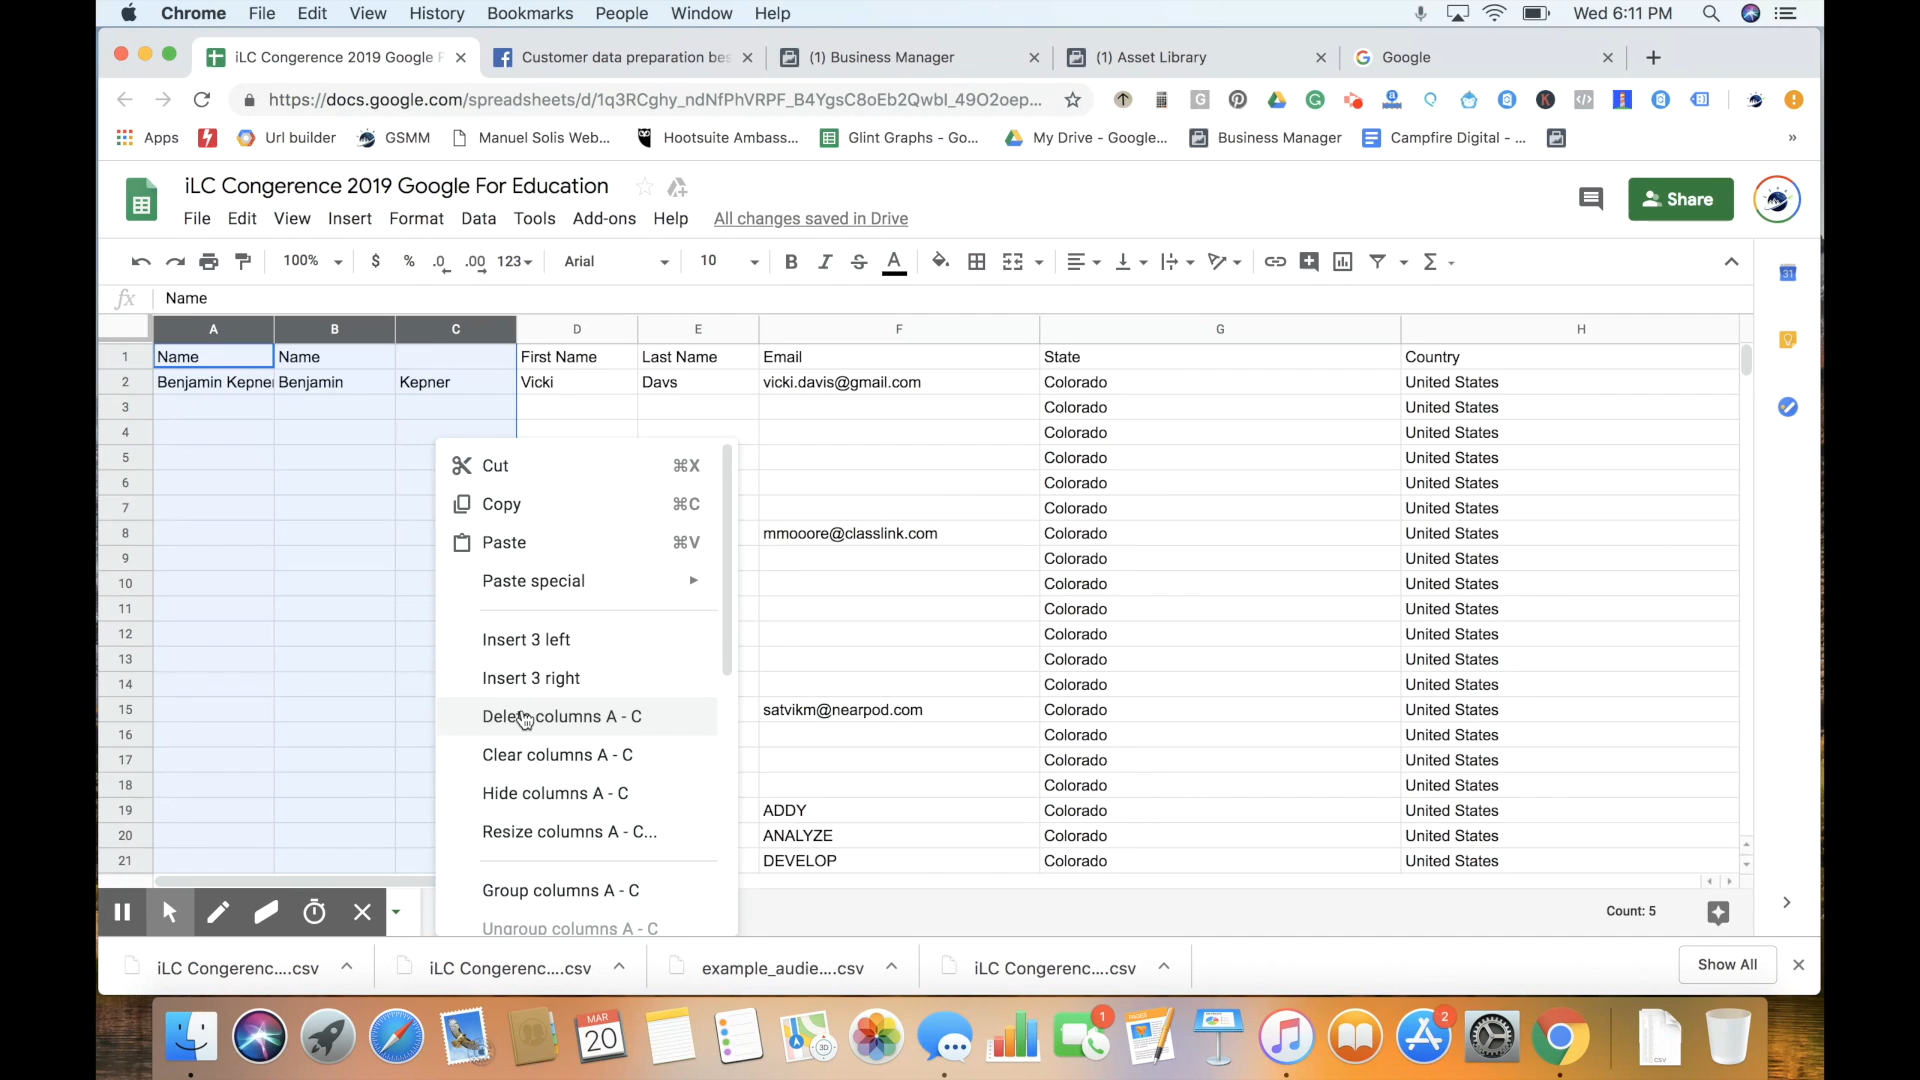 Chrome File Edit View History Bookmarks People Window Help Wed 6:11 PM
iLC Congerence 2019 Google F Customer data preparation bes (1) Business Manager (1) Asset Library Google
https://docs.google.com/spreadsheets/d/1q3RCghy_ndNfPhVRPF_B4YgsC8oEb2Qwbl_49O2oep...
Apps Url builder GSMM Manuel Solis Web... Hootsuite Ambass... Glint Graphs - Go... My Drive - Google... Business Manager Campfire Digital - ... »
iLC Congerence 2019 Google For Education
Share
File Edit View Insert Format Data Tools Add-ons Help All changes saved in Drive
100% $ % .0 .00 123 Arial 10 B I S A Σ
31
fx Name
A B C D E F G H
1 Name Name First Name Last Name Email State Country
2 Benjamin Kepner Benjamin Kepner Vicki Davs vicki.davis@gmail.com Colorado United States
3 Colorado United States
4 Colorado United States
5 Colorado United States
6 Colorado United States
7 Colorado United States
8 mmooore@classlink.com Colorado United States
9 Colorado United States
10 Colorado United States
11 Colorado United States
12 Colorado United States
13 Colorado United States
14 Colorado United States
15 satvikm@nearpod.com Colorado United States
16 Colorado United States
17 Colorado United States
18 Colorado United States
19 ADDY Colorado United States
20 ANALYZE Colorado United States
21 DEVELOP Colorado United States
Cut ⌘X
Copy ⌘C
Paste ⌘V
Paste special
Insert 3 left
Insert 3 right
Delete columns A - C
Clear columns A - C
Hide columns A - C
Resize columns A - C...
Group columns A - C
Ungroup columns A - C
Count: 5
iLC Congerenc....csv iLC Congerenc....csv example_audie....csv iLC Congerenc....csv Show All
MAR
20
3D
1
PAGES
2
CSV